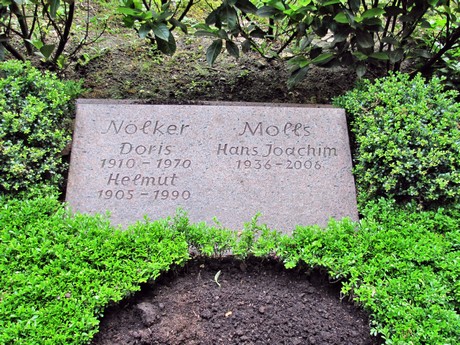 Nölker
Doris
1910 - 1970
Helmut
1905 - 1990
Molls
Hans Joachim
1936 - 2006